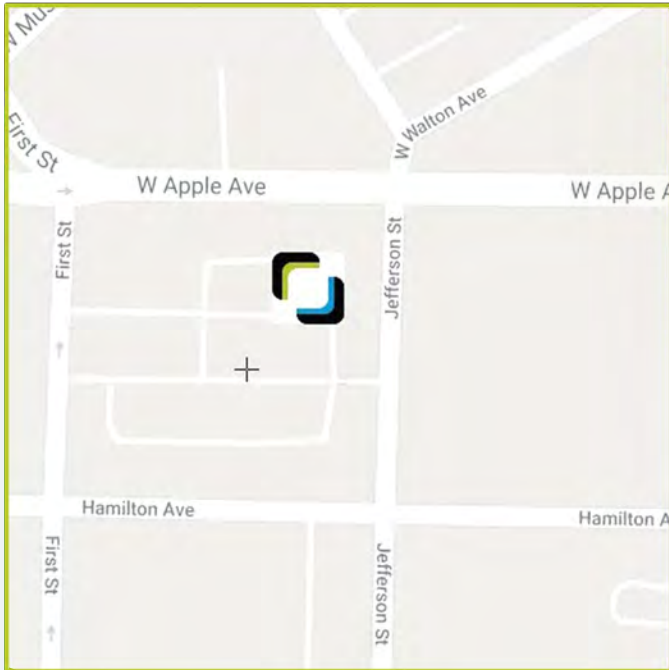 W Mus
First St
W Walton Ave
W Apple Ave
W Apple A
First St
Jefferson St
Hamilton Ave
Hamilton A
First St
Jefferson St